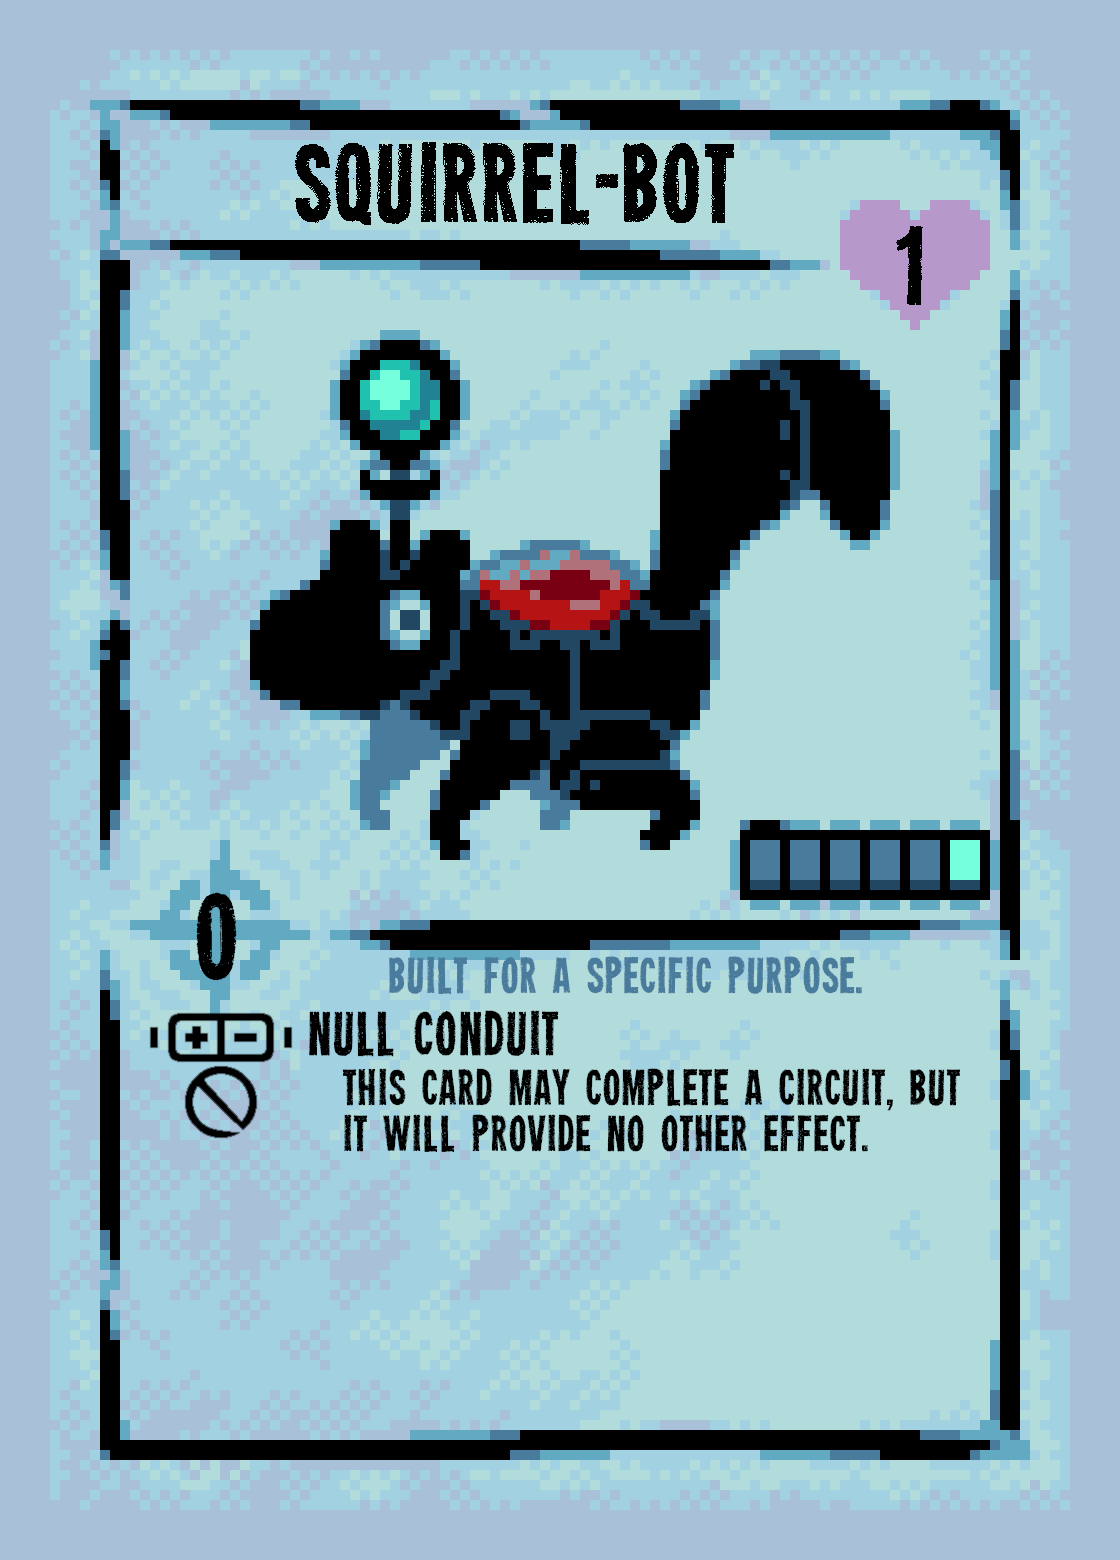 SQUIRREL-BOT
1
0
BUILT FOR A SPECIFIC PURPOSE.
NULL CONDUIT
THIS CARD MAY COMPLETE A CIRCUIT, BUT
IT WILL PROVIDE NO OTHER EFFECT.